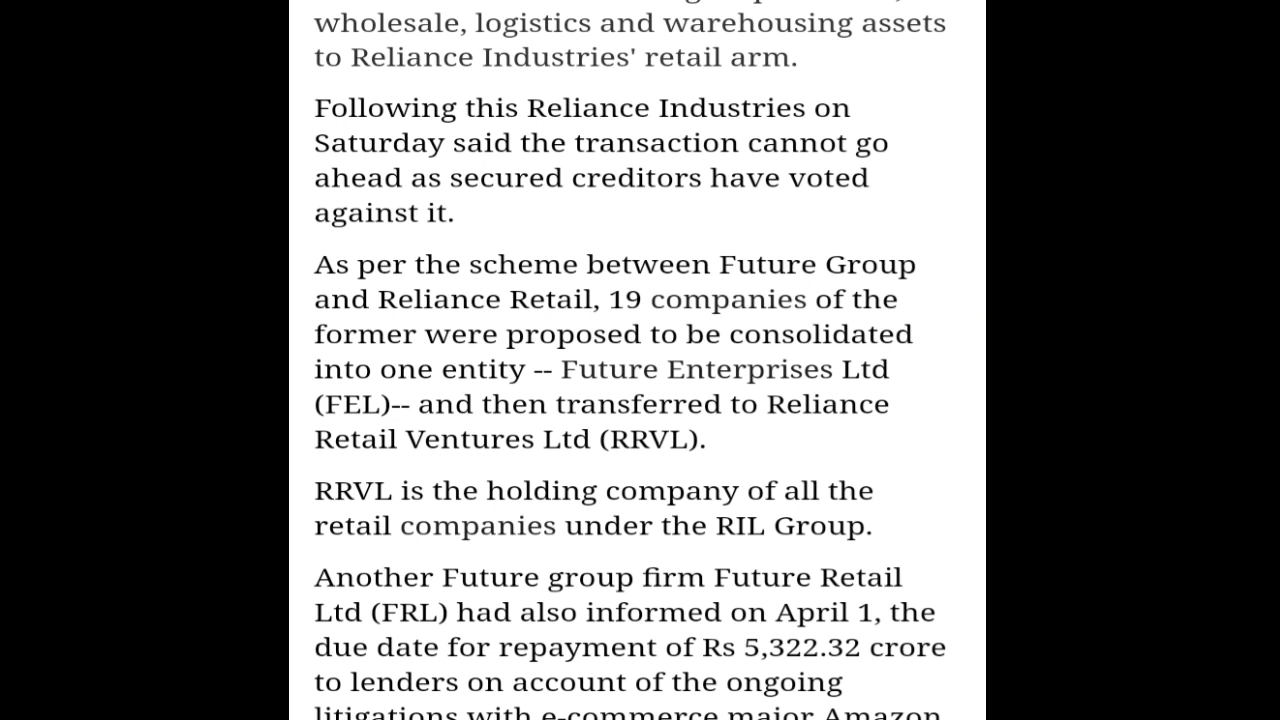 wholesale, logistics and warehousing assets
to Reliance Industries' retail arm.
Following this Reliance Industries on
Saturday said the transaction cannot go
ahead as secured creditors have voted
against it.
As per the scheme between Future Group
and Reliance Retail, 19 companies of the
former were proposed to be consolidated
into one entity -- Future Enterprises Ltd
(FEL)-- and then transferred to Reliance
Retail Ventures Ltd (RRVL).
RRVL is the holding company of all the
retail companies under the RIL Group.
Another Future group firm Future Retail
Ltd (FRL) had also informed on April 1, the
due date for repayment of Rs 5,322.32 crore
to lenders on account of the ongoing
litigations with e-commerce major Amazon